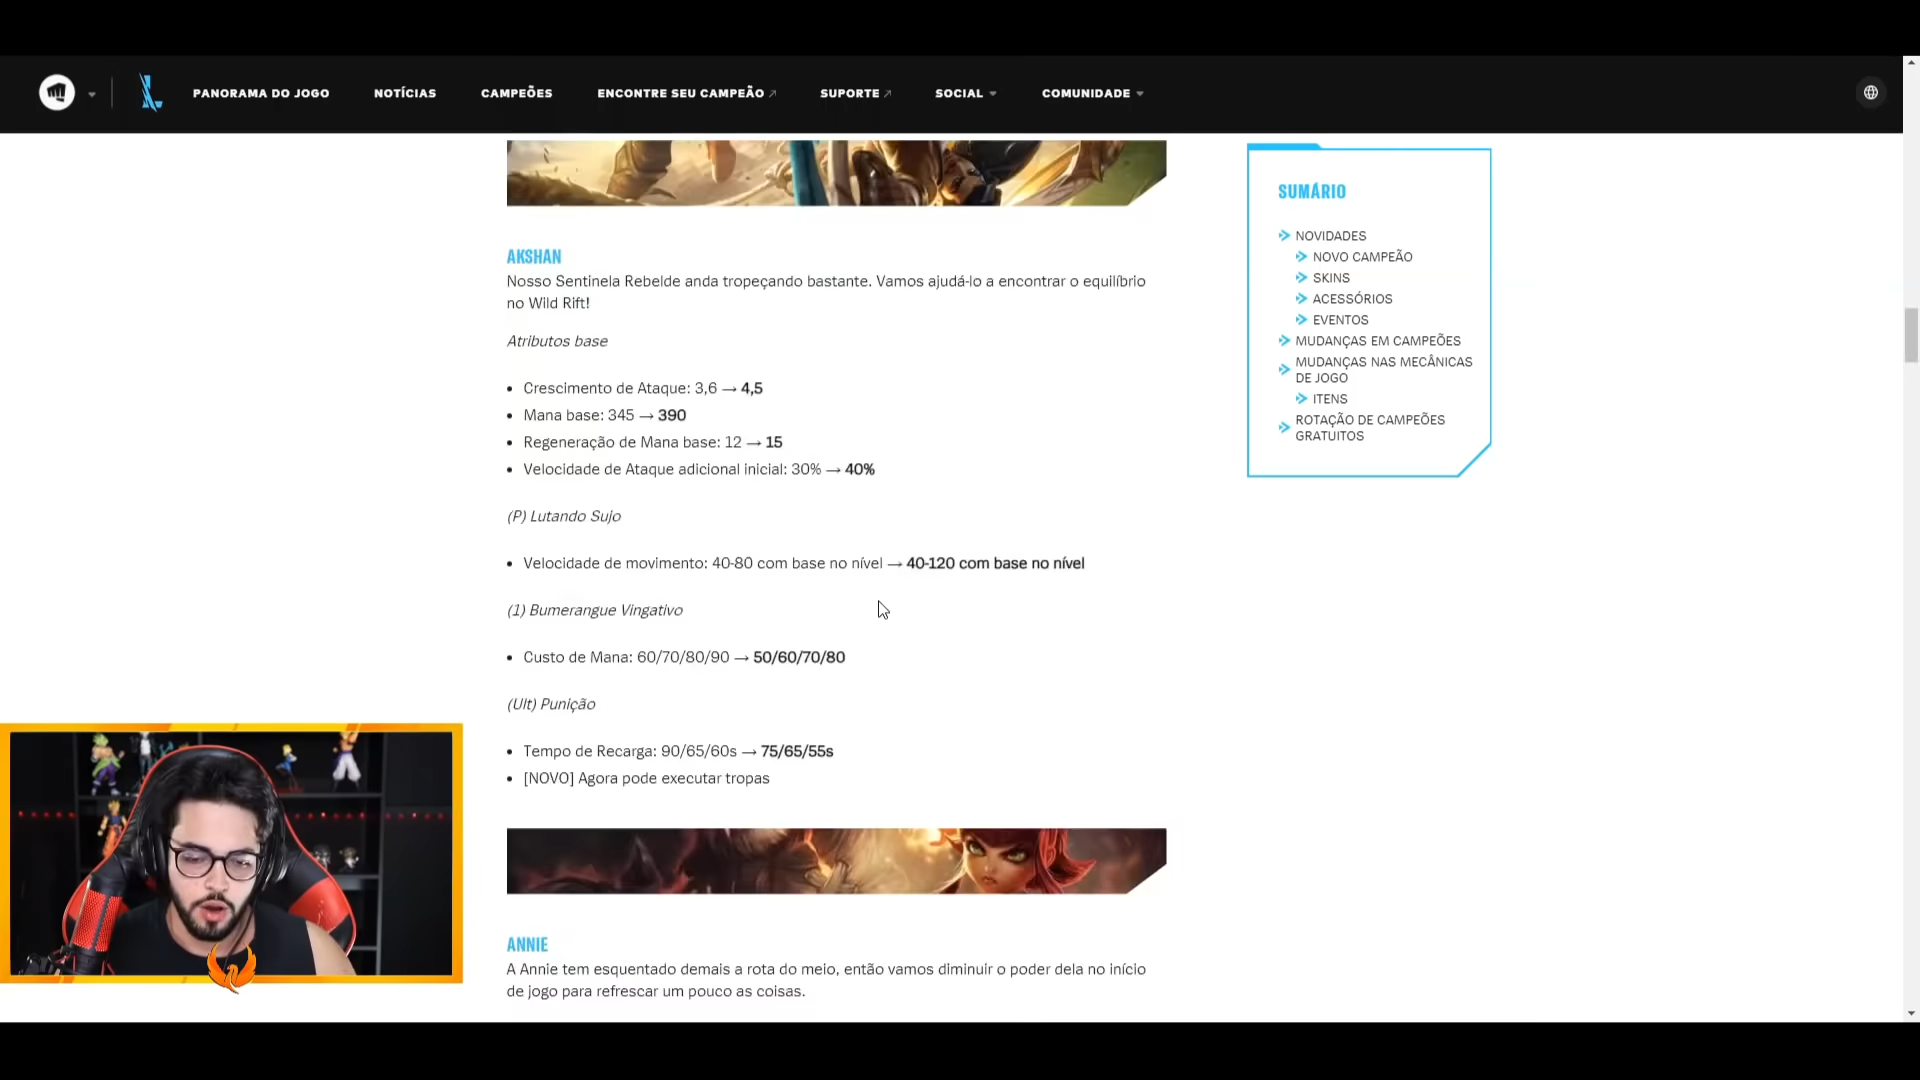 PANORAMA DO JOGO NOTÍCIAS CAMPEÕES ENCONTRE SEU CAMPEÃO SUPORTE SOCIAL COMUNIDADE
AKSHAN
Nosso Sentinela Rebelde anda tropeçando bastante. Vamos ajudá-lo a encontrar o equilíbrio
no Wild Rift!
Atributos base
• Crescimento de Ataque: 3,6 → 4,5
• Mana base: 345 → 390
• Regeneração de Mana base: 12 → 15
• Velocidade de Ataque adicional inicial: 30% → 40%
(P) Lutando Sujo
• Velocidade de movimento: 40-80 com base no nível → 40-120 com base no nível
(1) Bumerangue Vingativo
• Custo de Mana: 60/70/80/90 → 50/60/70/80
(Ult) Punição
• Tempo de Recarga: 90/65/60s → 75/65/55s
• [NOVO] Agora pode executar tropas
ANNIE
A Annie tem esquentado demais a rota do meio, então vamos diminuir o poder dela no início
de jogo para refrescar um pouco as coisas.
SUMÁRIO
NOVIDADES
NOVO CAMPEÃO
SKINS
ACESSÓRIOS
EVENTOS
MUDANÇAS EM CAMPEÕES
MUDANÇAS NAS MECÂNICAS
DE JOGO
ITENS
ROTAÇÃO DE CAMPEÕES
GRATUITOS